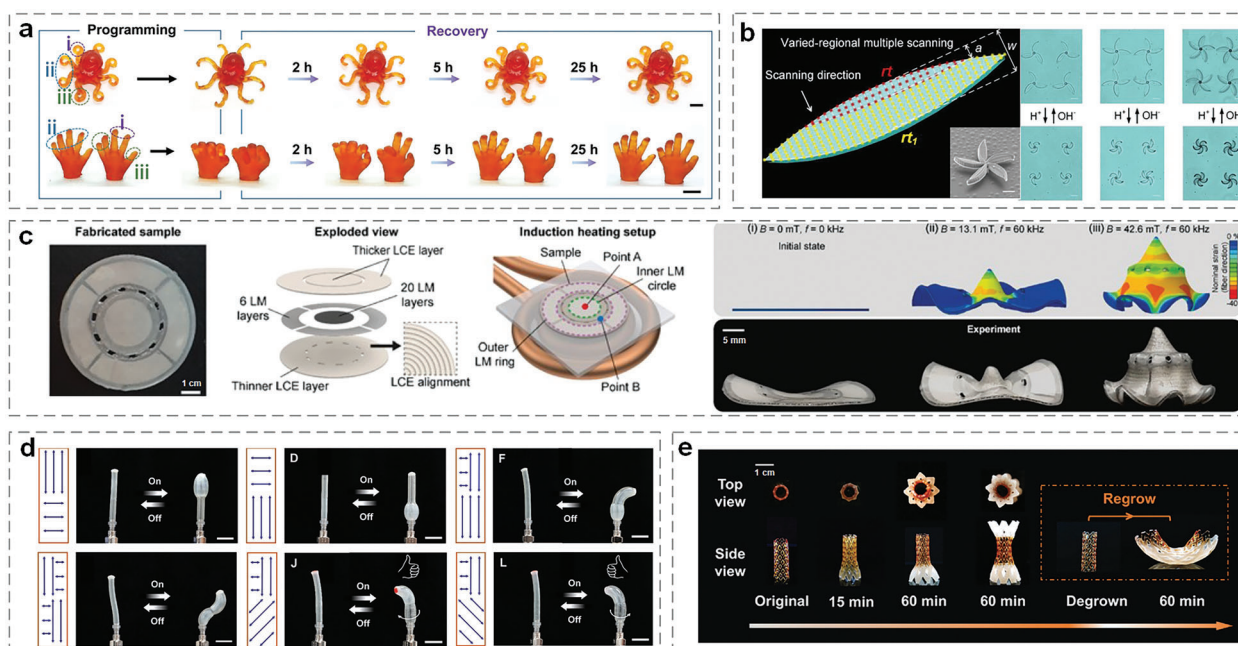 a
Programming
Recovery
i
ii
iii
2 h
5 h
25 h
ii
i
iii
2 h
5 h
25 h
b
Varied-regional multiple scanning
a
w
Scanning direction
rt
rt₁
H⁺ OH⁻
H⁺ OH⁻
H⁺ OH⁻
c
Fabricated sample
1 cm
Exploded view
Thicker LCE layer
20 LM
layers
6 LM
layers
Thinner LCE layer
LCE alignment
Induction heating setup
Sample
Point A
Inner LM
circle
Outer
LM ring
Point B
(i) B = 0 mT, f = 0 kHz
Initial state
(ii) B = 13.1 mT, f = 60 kHz
(iii) B = 42.6 mT, f = 60 kHz
Nominal strain
(fiber direction)
0 %
-40
5 mm
Experiment
d
On
Off
D
On
Off
F
On
Off
On
Off
J
On
Off
L
On
Off
e
1 cm
Top
view
Side
view
Regrow
Original
15 min
60 min
60 min
Degrown
60 min